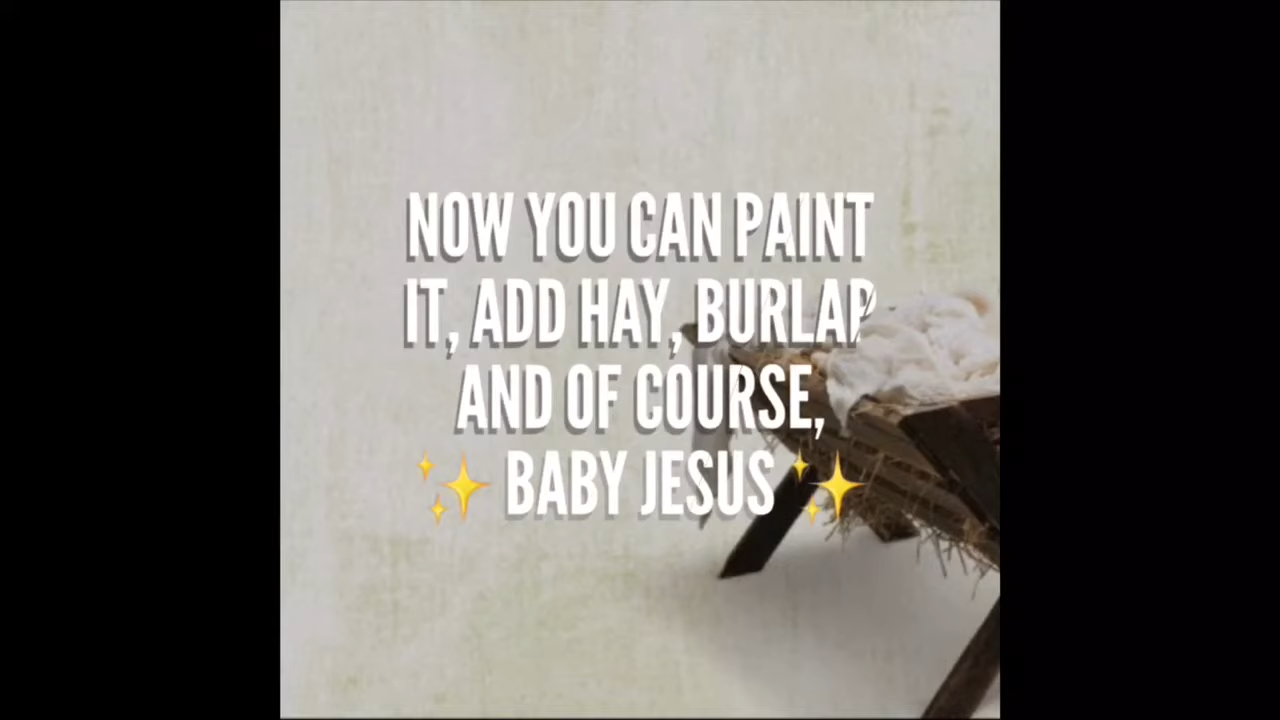 NOW YOU CAN PAINT
IT, ADD HAY, BURLAP
AND OF COURSE,
✨ BABY JESUS ✨